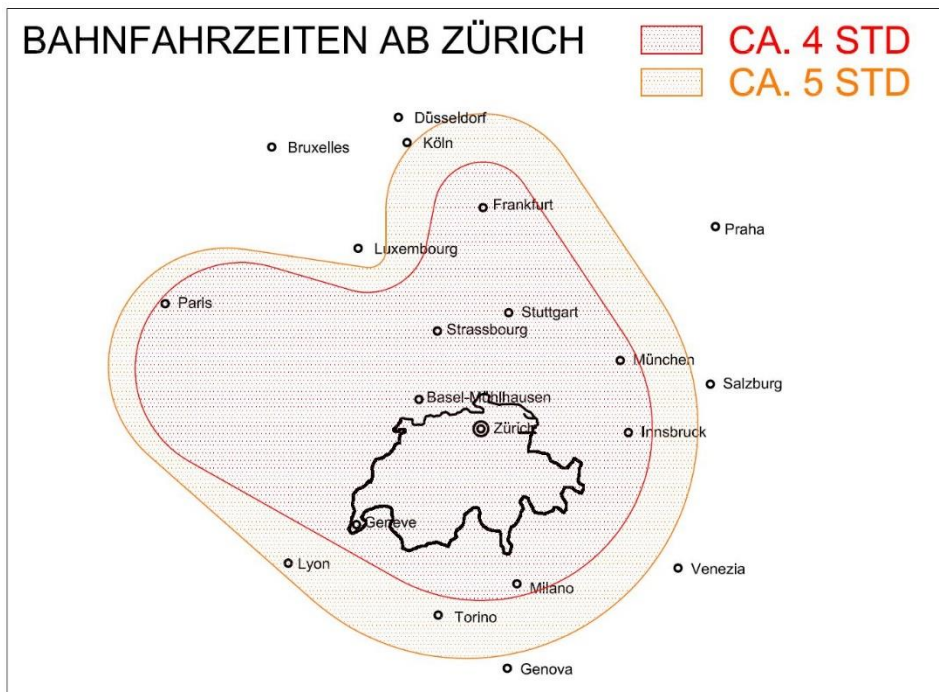 BAHNFAHRZEITEN AB ZÜRICH
CA. 4 STD
CA. 5 STD
Düsseldorf
Köln
Bruxelles
Frankfurt
Praha
Luxembourg
Paris
Stuttgart
Strassbourg
München
Salzburg
Basel-Mühlhausen
Zürich
Innsbruck
Geneve
Lyon
Venezia
Milano
Torino
Genova